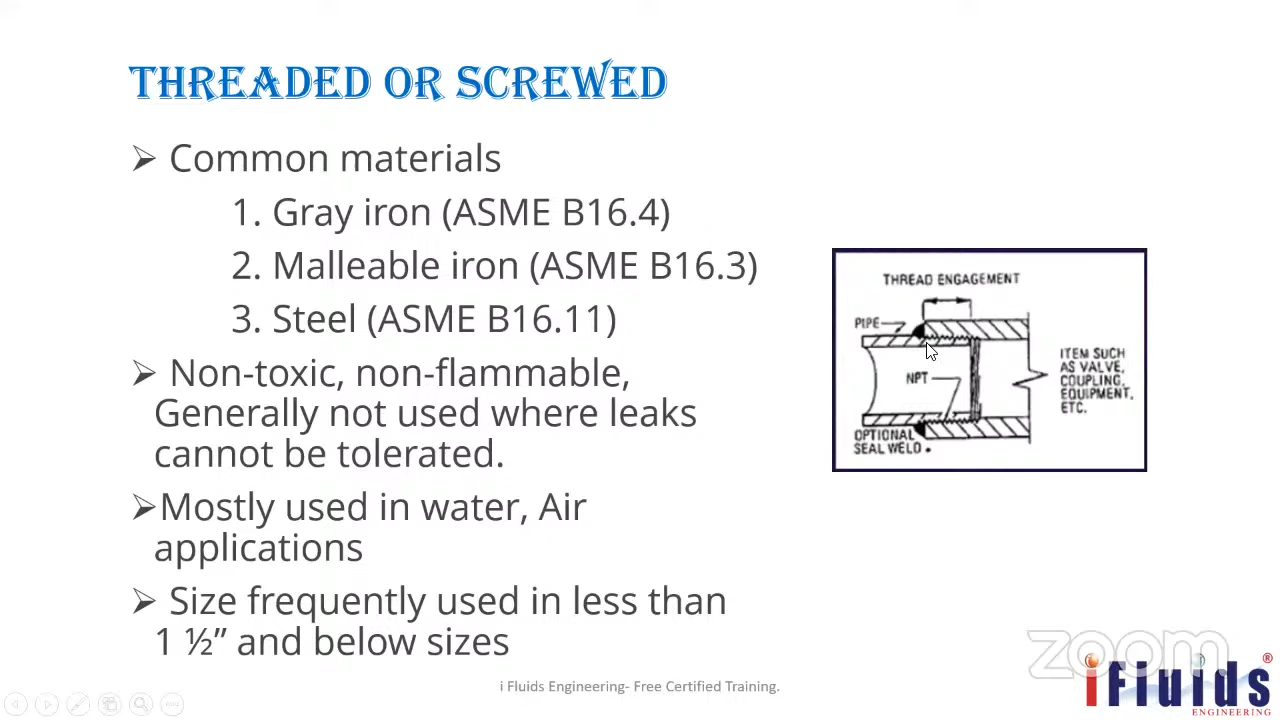 THREADED OR SCREWED
➢ Common materials
1. Gray iron (ASME B16.4)
2. Malleable iron (ASME B16.3)
3. Steel (ASME B16.11)
➢ Non-toxic, non-flammable,
Generally not used where leaks
cannot be tolerated.
➢Mostly used in water, Air
applications
➢ Size frequently used in less than
1 ½” and below sizes
THREAD ENGAGEMENT
PIPE
NPT
ITEM SUCH
AS VALVE,
COUPLING,
EQUIPMENT,
ETC.
OPTIONAL
SEAL WELD
i Fluids Engineering- Free Certified Training.
zoom
iFluids®
ENGINEERING